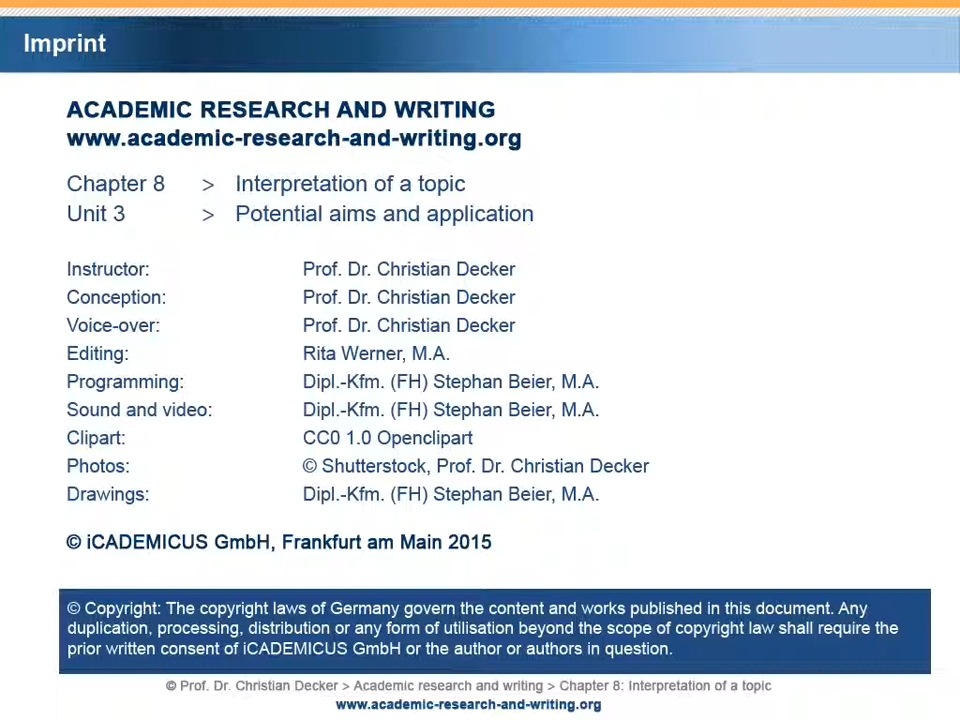 Imprint
ACADEMIC RESEARCH AND WRITING
www.academic-research-and-writing.org
Chapter 8 > Interpretation of a topic
Unit 3 > Potential aims and application
Instructor: Prof. Dr. Christian Decker
Conception: Prof. Dr. Christian Decker
Voice-over: Prof. Dr. Christian Decker
Editing: Rita Werner, M.A.
Programming: Dipl.-Kfm. (FH) Stephan Beier, M.A.
Sound and video: Dipl.-Kfm. (FH) Stephan Beier, M.A.
Clipart: CC0 1.0 Openclipart
Photos: © Shutterstock, Prof. Dr. Christian Decker
Drawings: Dipl.-Kfm. (FH) Stephan Beier, M.A.
© iCADEMICUS GmbH, Frankfurt am Main 2015
© Copyright: The copyright laws of Germany govern the content and works published in this document. Any
duplication, processing, distribution or any form of utilisation beyond the scope of copyright law shall require the
prior written consent of iCADEMICUS GmbH or the author or authors in question.
© Prof. Dr. Christian Decker > Academic research and writing > Chapter 8: Interpretation of a topic
www.academic-research-and-writing.org